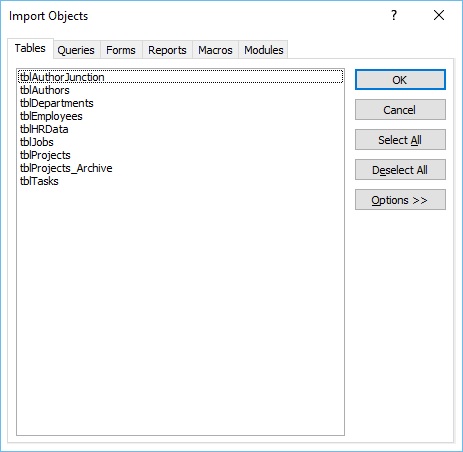 Import Objects
?
Tables Queries Forms Reports Macros Modules
tblAuthorJunction
tblAuthors
tblDepartments
tblEmployees
tblHRData
tblJobs
tblProjects
tblProjects_Archive
tblTasks
OK
Cancel
Select All
Deselect All
Options >>